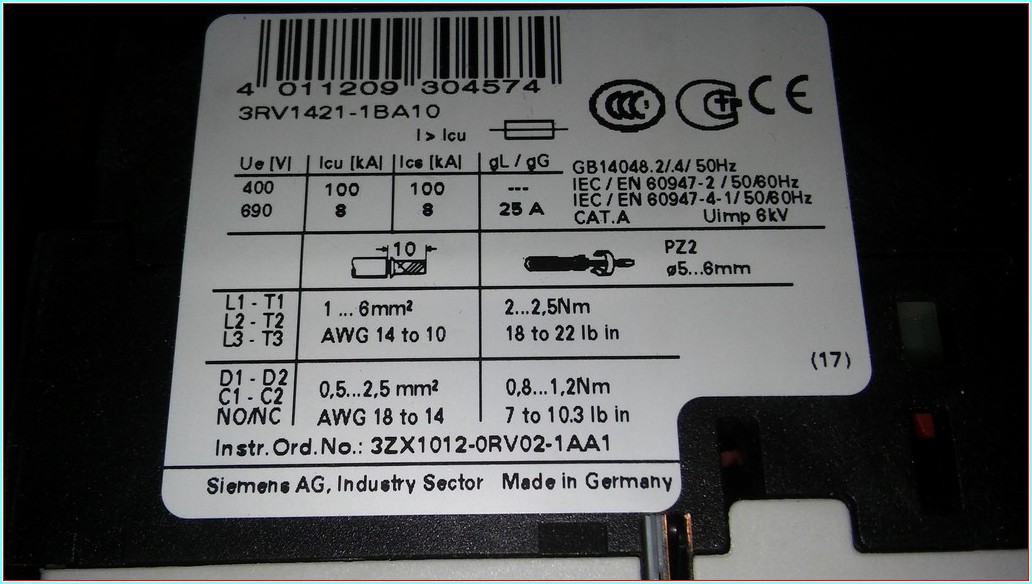 4 011209 304574
3RV1421-1BA10
I > Icu
Ue [V] Icu [kA] Ics [kA] gL / gG
400 100 100 ---
690 8 8 25 A
GB14048.2/.4/ 50Hz
IEC / EN 60947-2 / 50/60Hz
IEC / EN 60947-4-1/ 50/60Hz
CAT.A Uimp 6kV
CCC
CE
10
PZ2
ø5...6mm
L1 - T1
L2 - T2
L3 - T3
1 ... 6mm²
AWG 14 to 10
2...2,5Nm
18 to 22 lb in
(17)
D1 - D2
C1 - C2
NO/NC
0,5...2,5 mm²
AWG 18 to 14
0,8...1,2Nm
7 to 10.3 lb in
Instr.Ord.No.: 3ZX1012-0RV02-1AA1
Siemens AG, Industry Sector Made in Germany